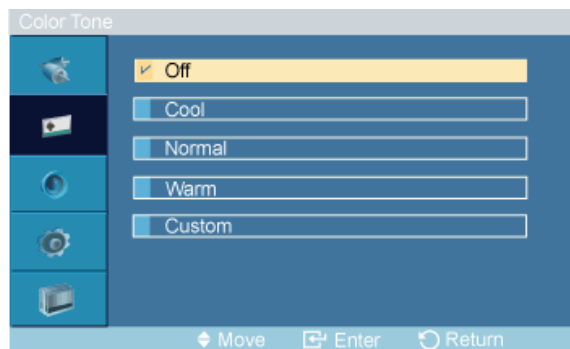 Color Tone
Off
Cool
Normal
Warm
Custom
Move Enter Return